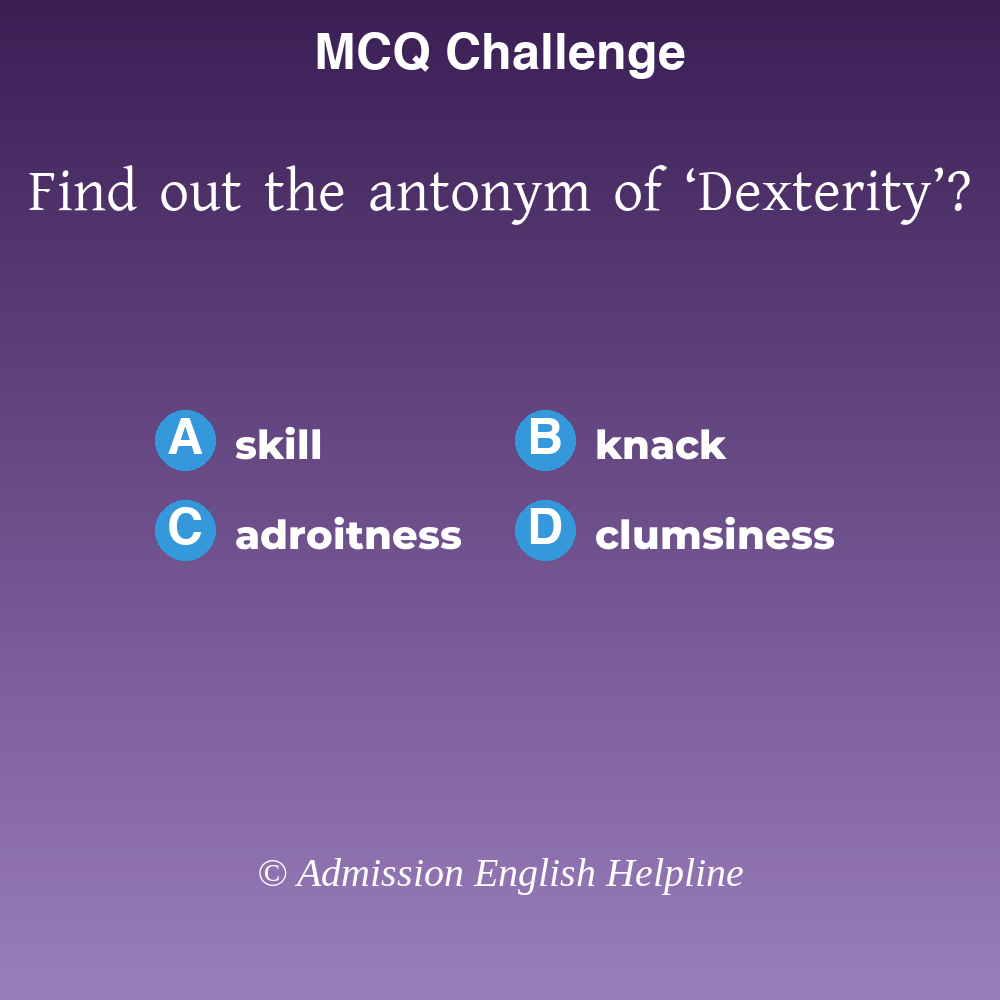 MCQ Challenge
Find out the antonym of ‘Dexterity’?
A skill B knack
C adroitness D clumsiness
© Admission English Helpline